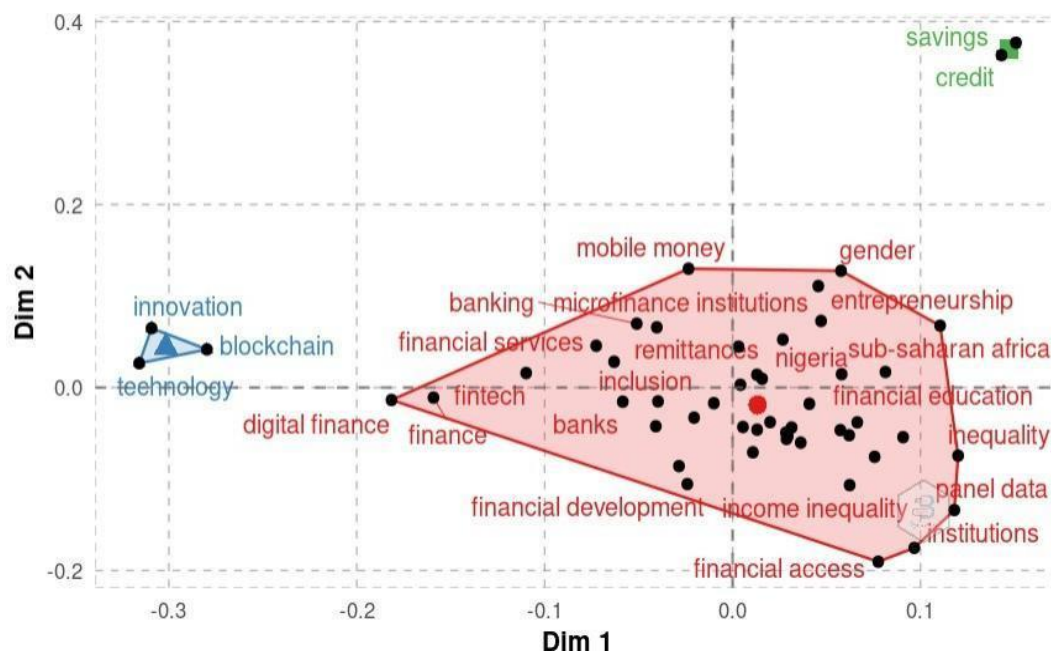 0.4
savings
credit
0.2
mobile money
gender
banking
microfinance institutions
entrepreneurship
innovation
blockchain
financial services
remittances
nigeria
sub-saharan africa
0.0
technology
inclusion
fintech
financial education
digital finance
finance
banks
inequality
panel data
financial development
income inequality
institutions
-0.2
financial access
-0.3
-0.2
-0.1
0.0
0.1
Dim 1
Dim 2